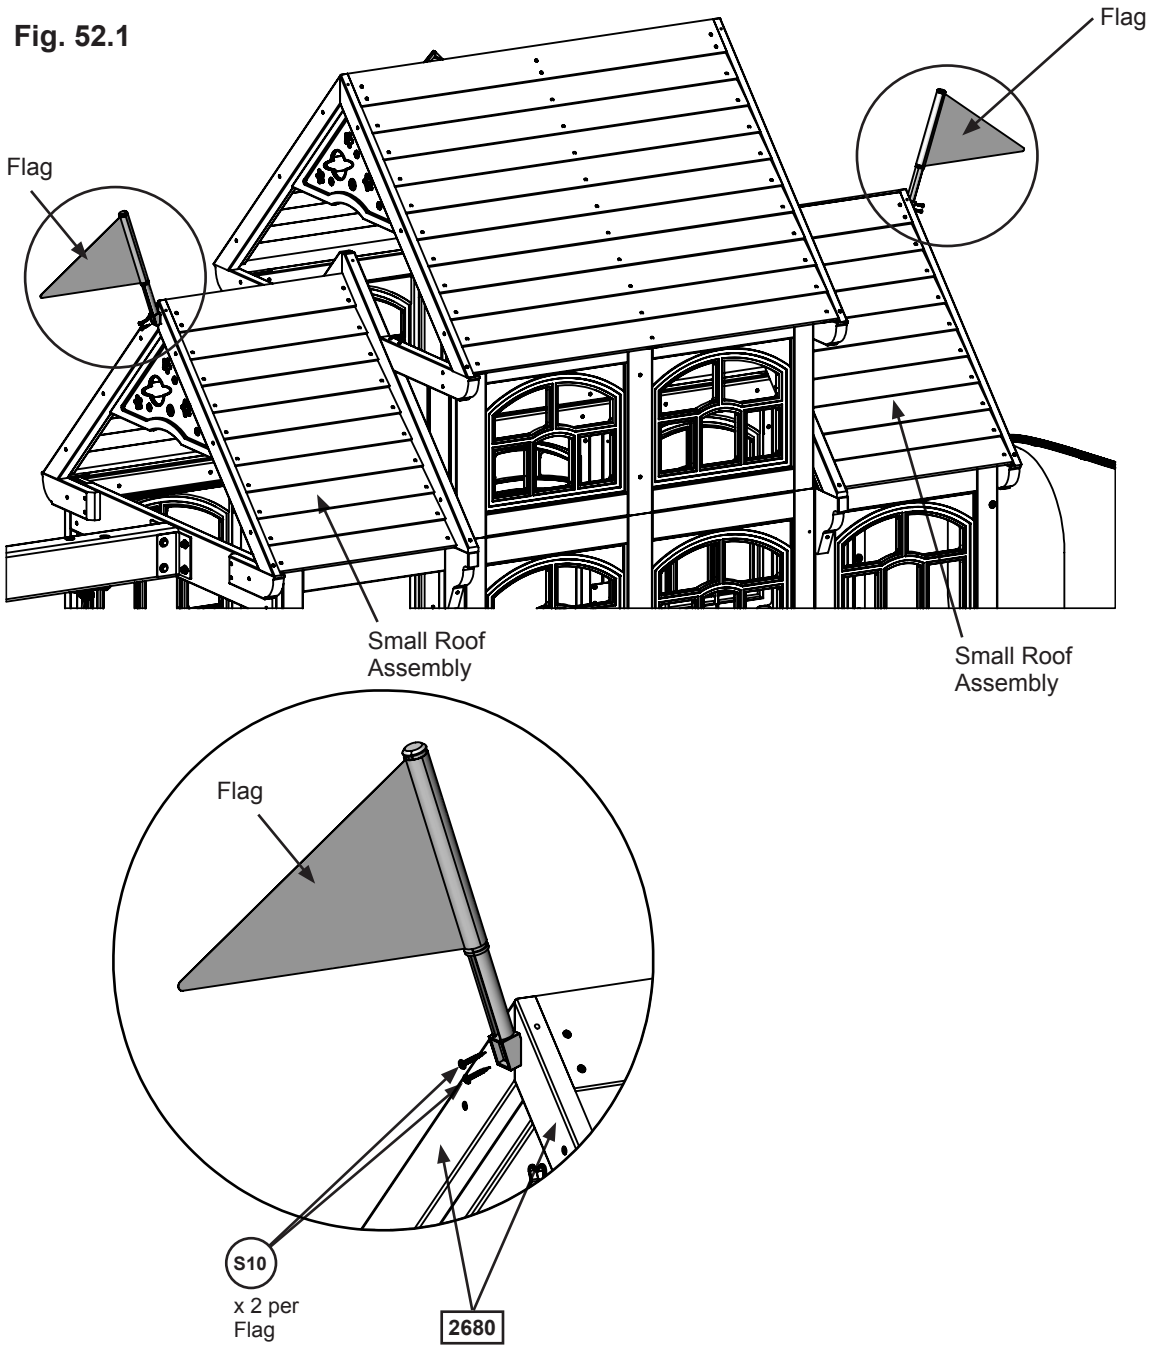 Fig. 52.1
Flag
Flag
Small Roof
Assembly
Small Roof
Assembly
Flag
S10
x 2 per
Flag
2680